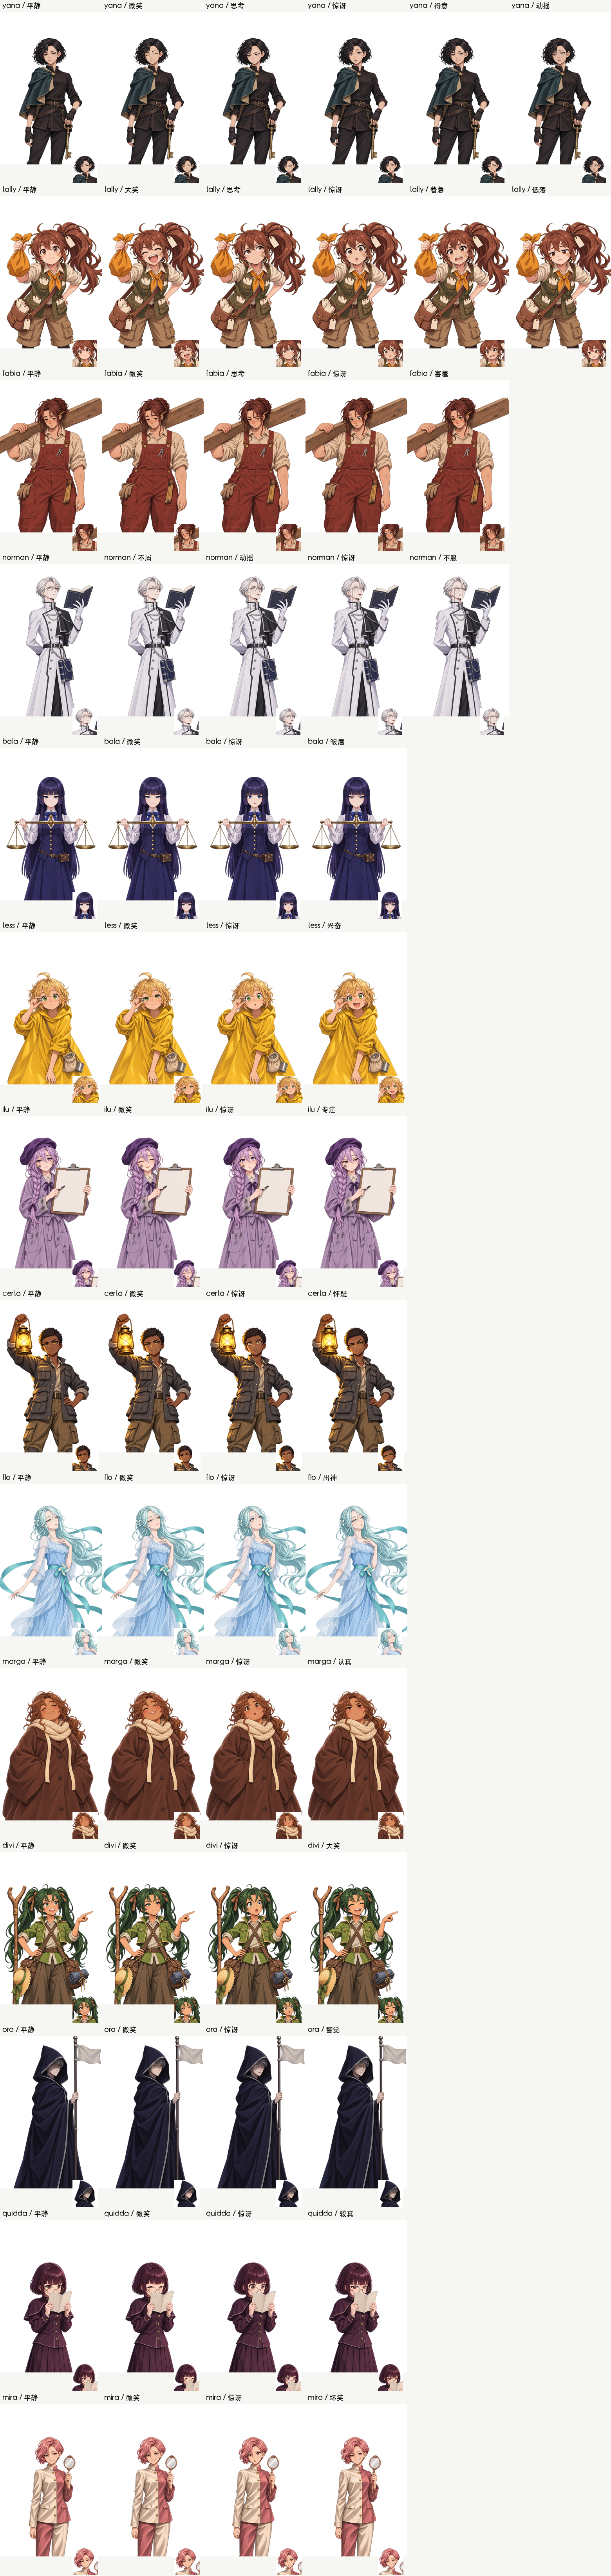 yana / 平静 yana / 微笑 yana / 思考 yana / 惊讶 yana / 得意 yana / 动摇
tally / 平静 tally / 大笑 tally / 思考 tally / 惊讶 tally / 着急 tally / 低落
fabia / 平静 fabia / 微笑 fabia / 思考 fabia / 惊讶 fabia / 害羞
norman / 平静 norman / 不屑 norman / 动摇 norman / 惊讶 norman / 不服
bala / 平静 bala / 微笑 bala / 惊讶 bala / 皱眉
tess / 平静 tess / 微笑 tess / 惊讶 tess / 兴奋
ilu / 平静 ilu / 微笑 ilu / 惊讶 ilu / 专注
certa / 平静 certa / 微笑 certa / 惊讶 certa / 怀疑
flo / 平静 flo / 微笑 flo / 惊讶 flo / 出神
marga / 平静 marga / 微笑 marga / 惊讶 marga / 认真
divi / 平静 divi / 微笑 divi / 惊讶 divi / 大笑
ora / 平静 ora / 微笑 ora / 惊讶 ora / 警觉
quidda / 平静 quidda / 微笑 quidda / 惊讶 quidda / 较真
mira / 平静 mira / 微笑 mira / 惊讶 mira / 坏笑